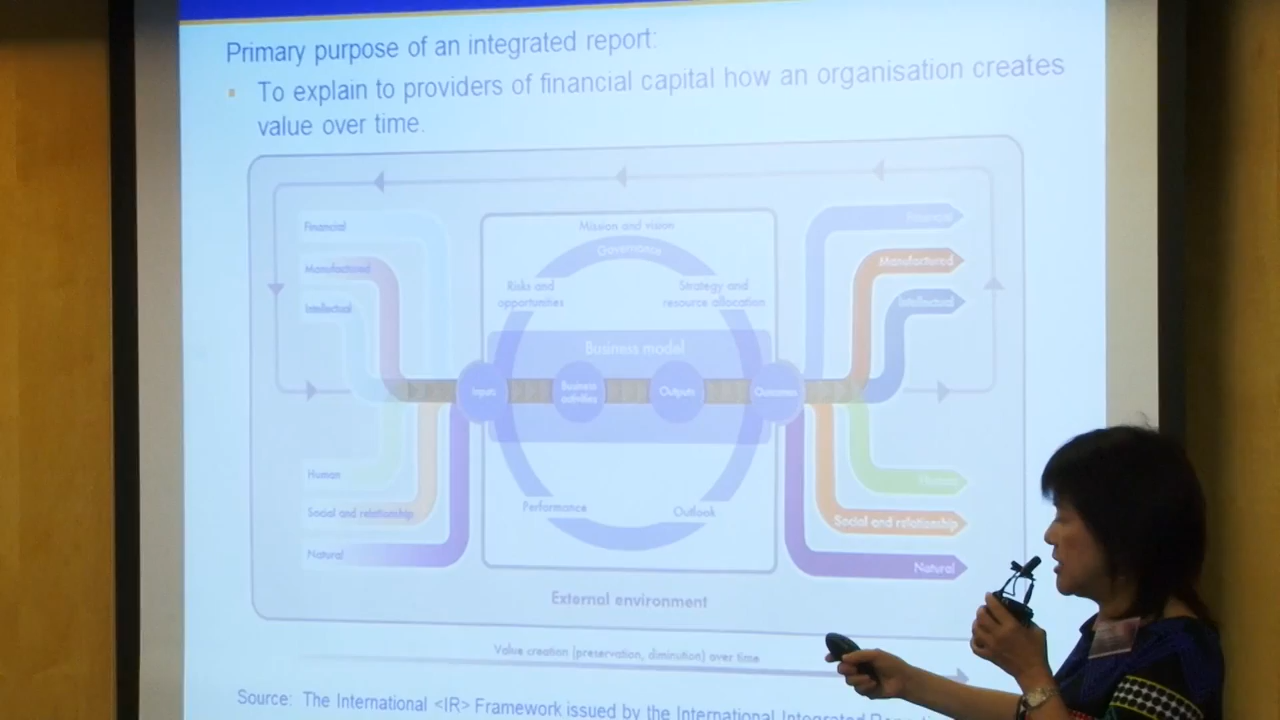 Primary purpose of an integrated report:
To explain to providers of financial capital how an organisation creates
value over time.
Financial
Manufactured
Intellectual
Human
Social and relationship
Natural
Mission and vision
Governance
Risks and
opportunities
Strategy and
resource allocation
Business model
Inputs
Business
activities
Outputs
Outcomes
Performance
Outlook
Financial
Manufactured
Intellectual
Human
Social and relationship
Natural
External environment
Value creation (preservation, diminution) over time
Source: The International <IR> Framework issued by the International Integrated